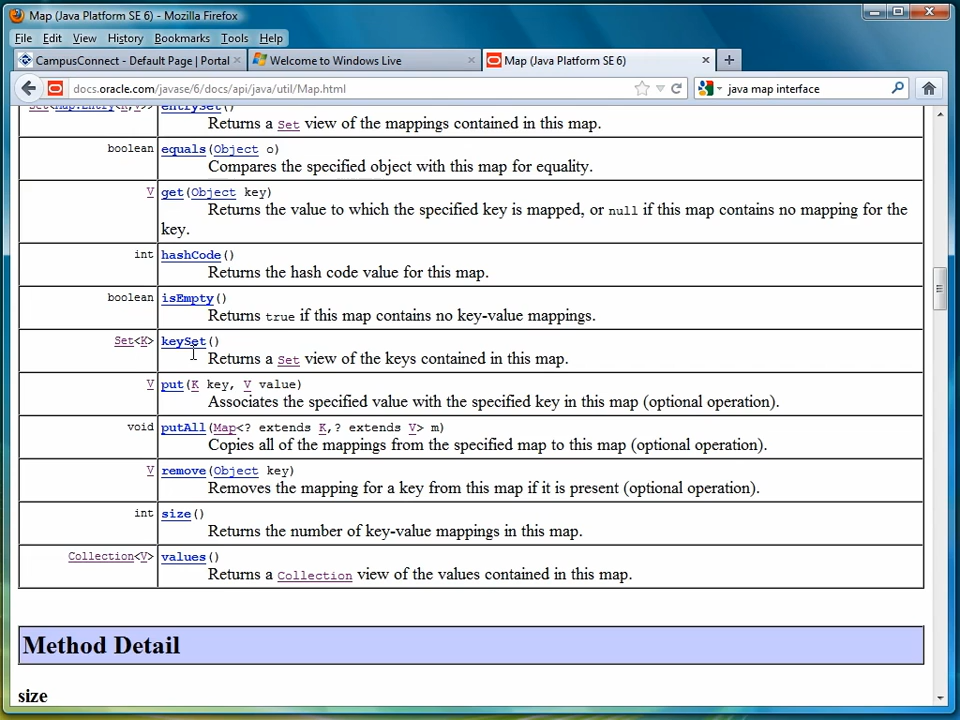 Map (Java Platform SE 6) - Mozilla Firefox
File Edit View History Bookmarks Tools Help
CampusConnect - Default Page | Portal
Welcome to Windows Live
Map (Java Platform SE 6)
docs.oracle.com/javase/6/docs/api/java/util/Map.html
java map interface
Set<Map.Entry<K,V>> entrySet()
Returns a Set view of the mappings contained in this map.
boolean equals(Object o)
Compares the specified object with this map for equality.
V get(Object key)
Returns the value to which the specified key is mapped, or null if this map contains no mapping for the
key.
int hashCode()
Returns the hash code value for this map.
boolean isEmpty()
Returns true if this map contains no key-value mappings.
Set<K> keySet()
Returns a Set view of the keys contained in this map.
V put(K key, V value)
Associates the specified value with the specified key in this map (optional operation).
void putAll(Map<? extends K,? extends V> m)
Copies all of the mappings from the specified map to this map (optional operation).
V remove(Object key)
Removes the mapping for a key from this map if it is present (optional operation).
int size()
Returns the number of key-value mappings in this map.
Collection<V> values()
Returns a Collection view of the values contained in this map.
Method Detail
size